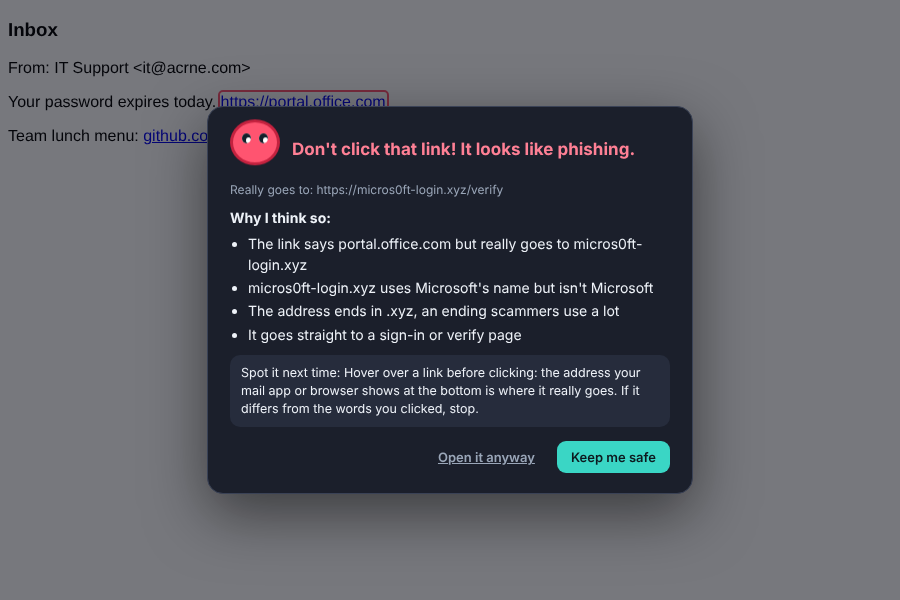 Inbox
From: IT Support <it@acrne.com>
Your password expires today. https://portal.office.com
Team lunch menu: github.co
Don't click that link! It looks like phishing.
Really goes to: https://micros0ft-login.xyz/verify
Why I think so:
• The link says portal.office.com but really goes to micros0ft-
login.xyz
• micros0ft-login.xyz uses Microsoft's name but isn't Microsoft
• The address ends in .xyz, an ending scammers use a lot
• It goes straight to a sign-in or verify page
Spot it next time: Hover over a link before clicking: the address your
mail app or browser shows at the bottom is where it really goes. If it
differs from the words you clicked, stop.
Open it anyway
Keep me safe